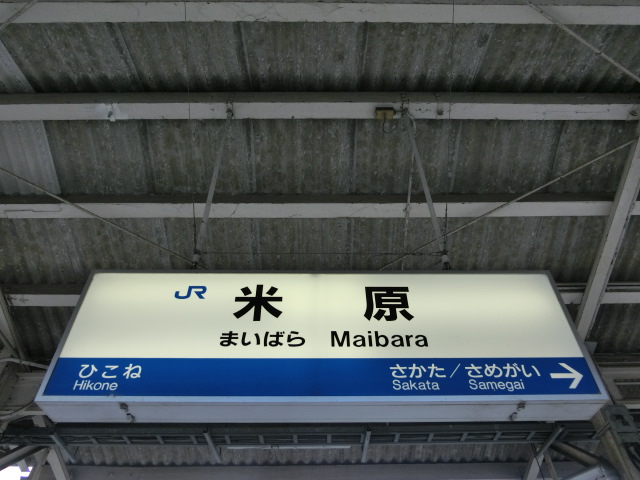 JR 米原
まいばら Maibara
ひこね さかた/さめがい →
Hikone Sakata Samegai